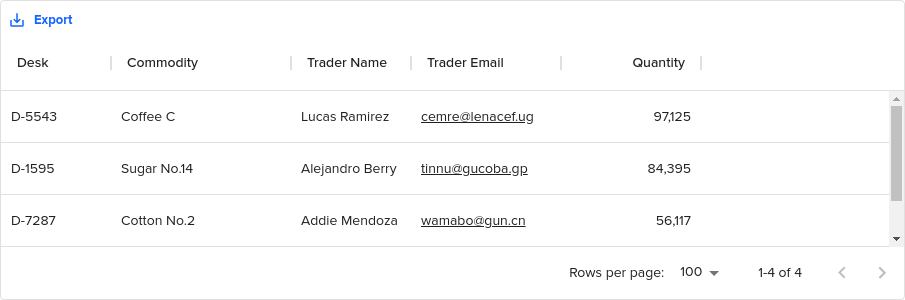 Export
Desk Commodity Trader Name Trader Email Quantity
D-5543 Coffee C Lucas Ramirez cemre@lenacef.ug 97,125
D-1595 Sugar No.14 Alejandro Berry tinnu@gucoba.gp 84,395
D-7287 Cotton No.2 Addie Mendoza wamabo@gun.cn 56,117
Rows per page: 100 1-4 of 4